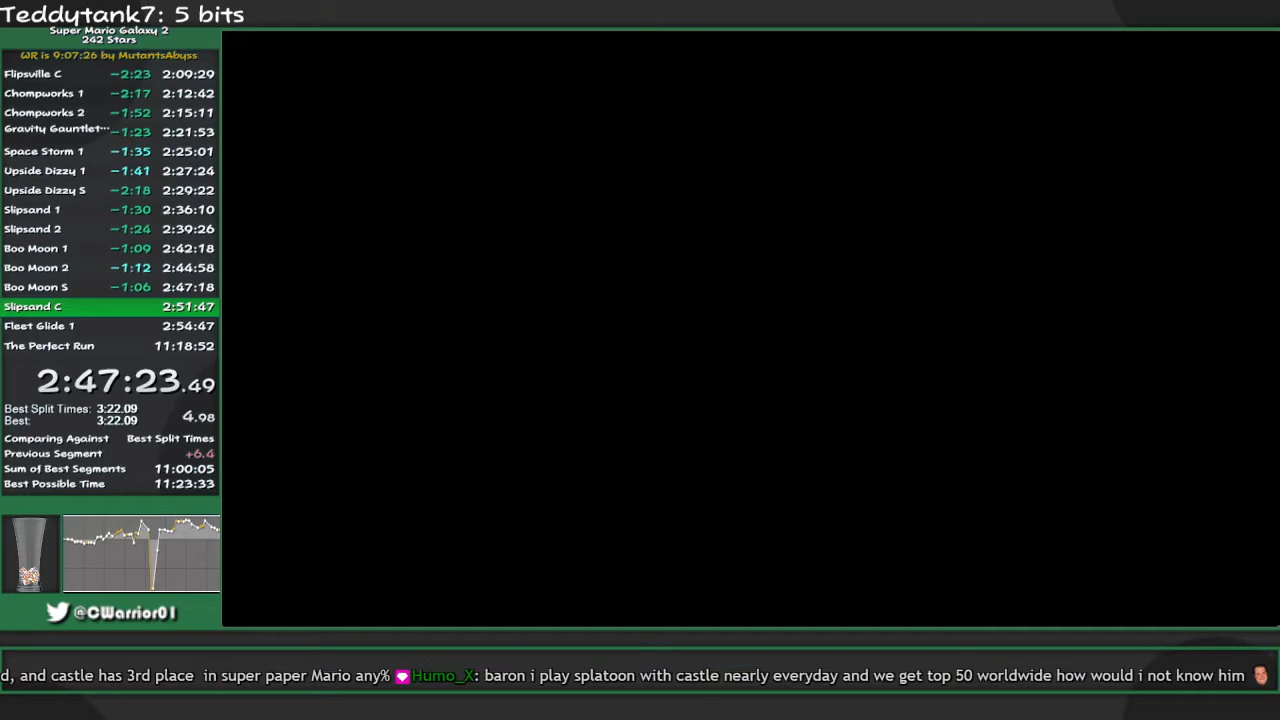 Teddytank7: 5 bits
Super Mario Galaxy 2
242 Stars
WR is 9:07:26 by MutantsAbyss
Flipsville C −2:23 2:09:29
Chompworks 1 −2:17 2:12:42
Chompworks 2 −1:52 2:15:11
Gravity Gauntlet… −1:23 2:21:53
Space Storm 1 −1:35 2:25:01
Upside Dizzy 1 −1:41 2:27:24
Upside Dizzy S −2:18 2:29:22
Slipsand 1 −1:30 2:36:10
Slipsand 2 −1:24 2:39:26
Boo Moon 1 −1:09 2:42:18
Boo Moon 2 −1:12 2:44:58
Boo Moon S −1:06 2:47:18
Slipsand C 2:51:47
Fleet Glide 1 2:54:47
The Perfect Run 11:18:52
2:47:23.49
Best Split Times: 3:22.09
Best: 3:22.09
4.98
Comparing Against Best Split Times
Previous Segment +6.4
Sum of Best Segments 11:00:05
Best Possible Time 11:23:33
@CWarrior01
d, and castle has 3rd place in super paper Mario any% Humo_X: baron i play splatoon with castle nearly everyday and we get top 50 worldwide how would i not know him